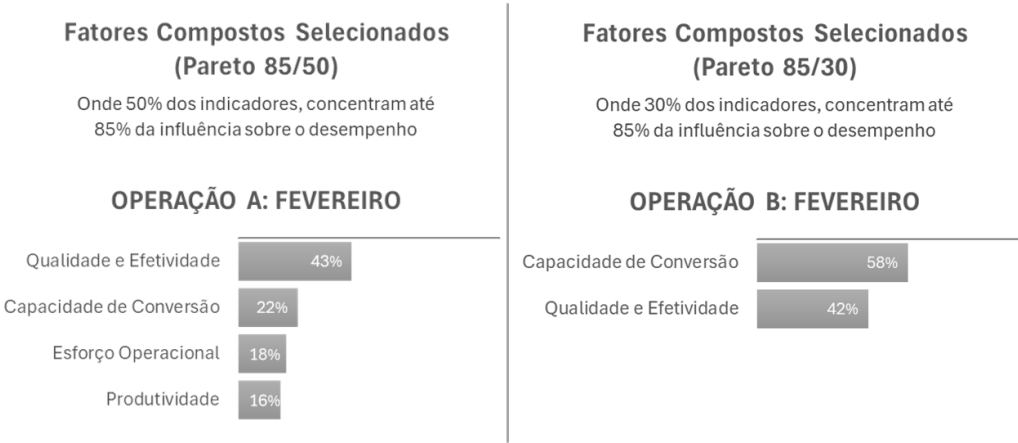 Fatores Compostos Selecionados
(Pareto 85/50)
Onde 50% dos indicadores, concentram até
85% da influência sobre o desempenho
OPERAÇÃO A: FEVEREIRO
Qualidade e Efetividade 43%
Capacidade de Conversão 22%
Esforço Operacional 18%
Produtividade 16%
Fatores Compostos Selecionados
(Pareto 85/30)
Onde 30% dos indicadores, concentram até
85% da influência sobre o desempenho
OPERAÇÃO B: FEVEREIRO
Capacidade de Conversão 58%
Qualidade e Efetividade 42%